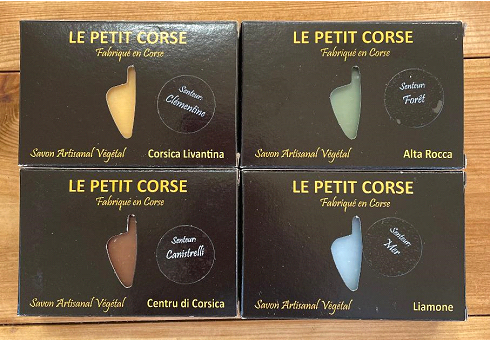 LE PETIT CORSE
Fabriqué en Corse
Senteur:
Clémentine
Savon Artisanal Végétal
Corsica Livantina
LE PETIT CORSE
Fabriqué en Corse
Senteur:
Forêt
Savon Artisanal Végétal
Alta Rocca
LE PETIT CORSE
Fabriqué en Corse
Senteur:
Canistrelli
Savon Artisanal Végétal
Centru di Corsica
LE PETIT CORSE
Fabriqué en Corse
Senteur:
Mer
Savon Artisanal Végétal
Liamone